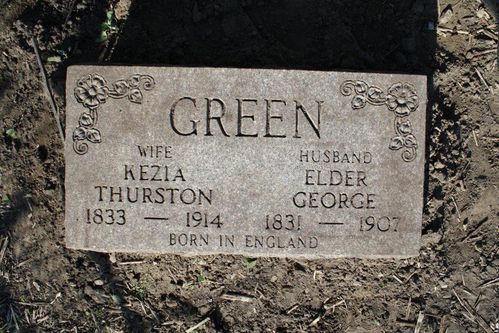 GREEN
WIFE HUSBAND
KEZIA ELDER
THURSTON GEORGE
1833 — 1914 1831 — 1907
BORN IN ENGLAND